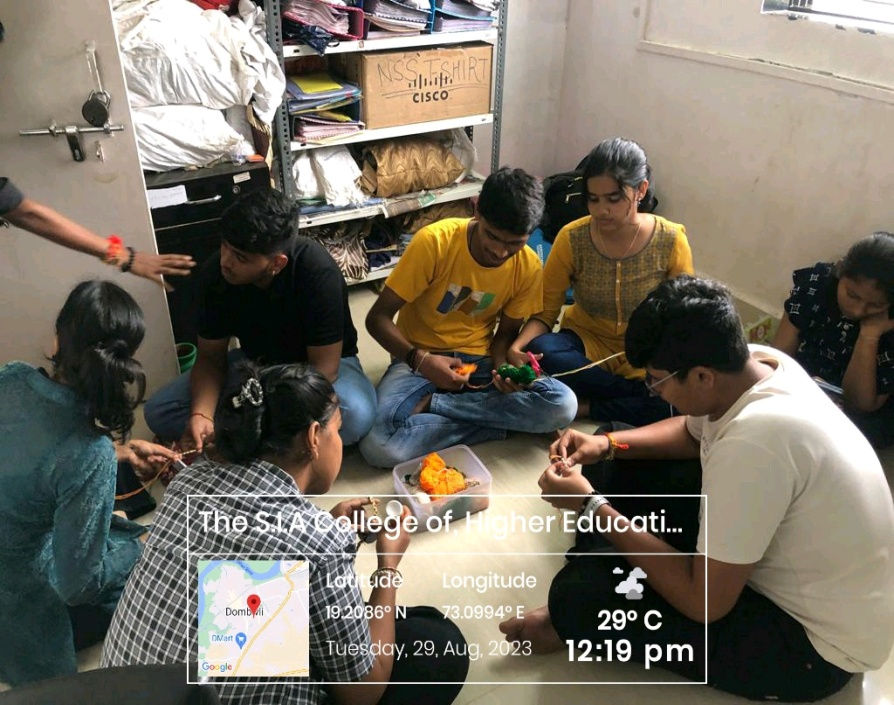 NSS TSHIRT
CISCO
The S.I.A College of, Higher Educati...
Latitude Longitude
19.2086° N 73.0994° E
Tuesday, 29, Aug, 2023
29° C
12:19 pm
Dombivli
DMart
Google